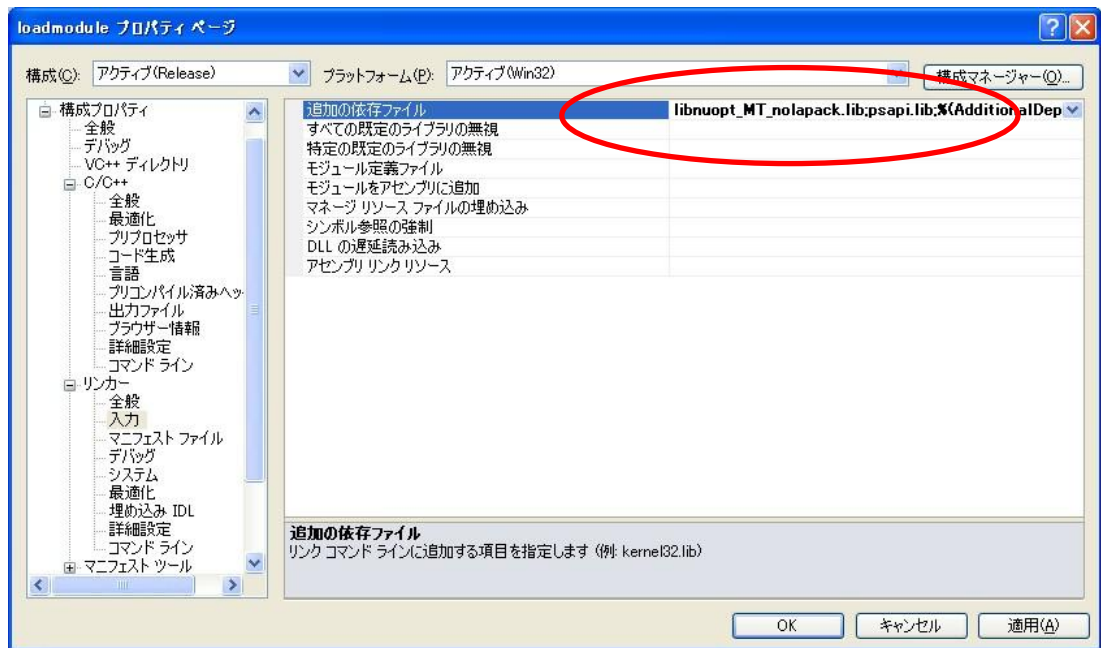 loadmodule プロパティ ページ
構成(C): アクティブ(Release) プラットフォーム(P): アクティブ(Win32) 構成マネージャー(O)...
構成プロパティ
全般
デバッグ
VC++ ディレクトリ
C/C++
全般
最適化
プリプロセッサ
コード生成
言語
プリコンパイル済みヘッ
出力ファイル
ブラウザー情報
詳細設定
コマンド ライン
リンカー
全般
入力
マニフェスト ファイル
デバッグ
システム
最適化
埋め込み IDL
詳細設定
コマンド ライン
マニフェスト ツール
追加の依存ファイル libnuopt_MT_nolapack.lib;psapi.lib;%(AdditionalDep
すべての既定のライブラリの無視
特定の既定のライブラリの無視
モジュール定義ファイル
モジュールをアセンブリに追加
マネージ リソース ファイルの埋め込み
シンボル参照の強制
DLL の遅延読み込み
アセンブリ リンク リソース
追加の依存ファイル
リンク コマンド ラインに追加する項目を指定します (例: kernel32.lib)
OK キャンセル 適用(A)